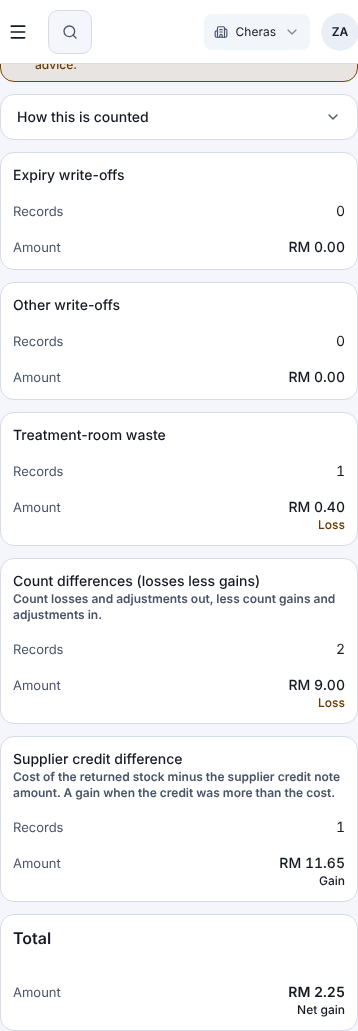 Cheras
ZA
advice.
How this is counted
Expiry write-offs
Records 0
Amount RM 0.00
Other write-offs
Records 0
Amount RM 0.00
Treatment-room waste
Records 1
Amount RM 0.40
Loss
Count differences (losses less gains)
Count losses and adjustments out, less count gains and
adjustments in.
Records 2
Amount RM 9.00
Loss
Supplier credit difference
Cost of the returned stock minus the supplier credit note
amount. A gain when the credit was more than the cost.
Records 1
Amount RM 11.65
Gain
Total
Amount RM 2.25
Net gain